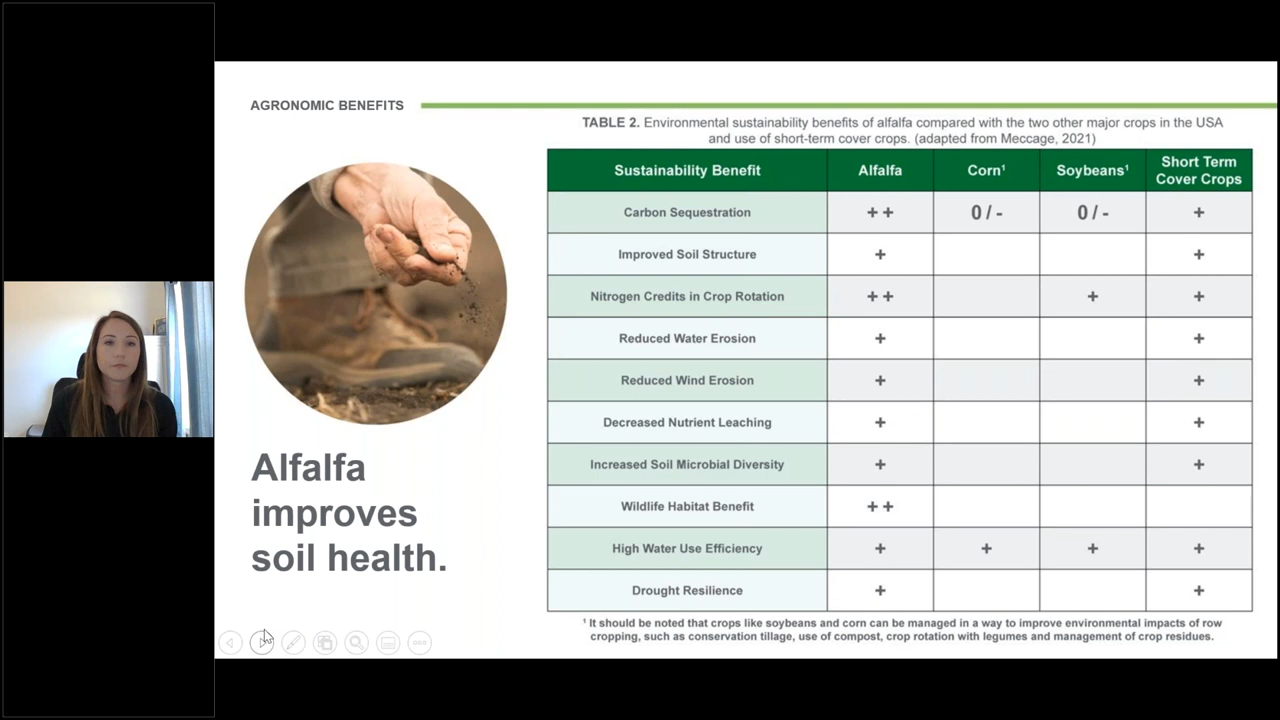 AGRONOMIC BENEFITS
TABLE 2. Environmental sustainability benefits of alfalfa compared with the two other major crops in the USA
and use of short-term cover crops. (adapted from Meccage, 2021)
Sustainability Benefit Alfalfa Corn¹ Soybeans¹ Short Term Cover Crops
Carbon Sequestration ++ 0 / - 0 / - +
Improved Soil Structure + +
Nitrogen Credits in Crop Rotation ++ + +
Reduced Water Erosion + +
Reduced Wind Erosion + +
Decreased Nutrient Leaching + +
Increased Soil Microbial Diversity + +
Wildlife Habitat Benefit ++
High Water Use Efficiency + + + +
Drought Resilience + +
¹ It should be noted that crops like soybeans and corn can be managed in a way to improve environmental impacts of row
cropping, such as conservation tillage, use of compost, crop rotation with legumes and management of crop residues.
Alfalfa
improves
soil health.